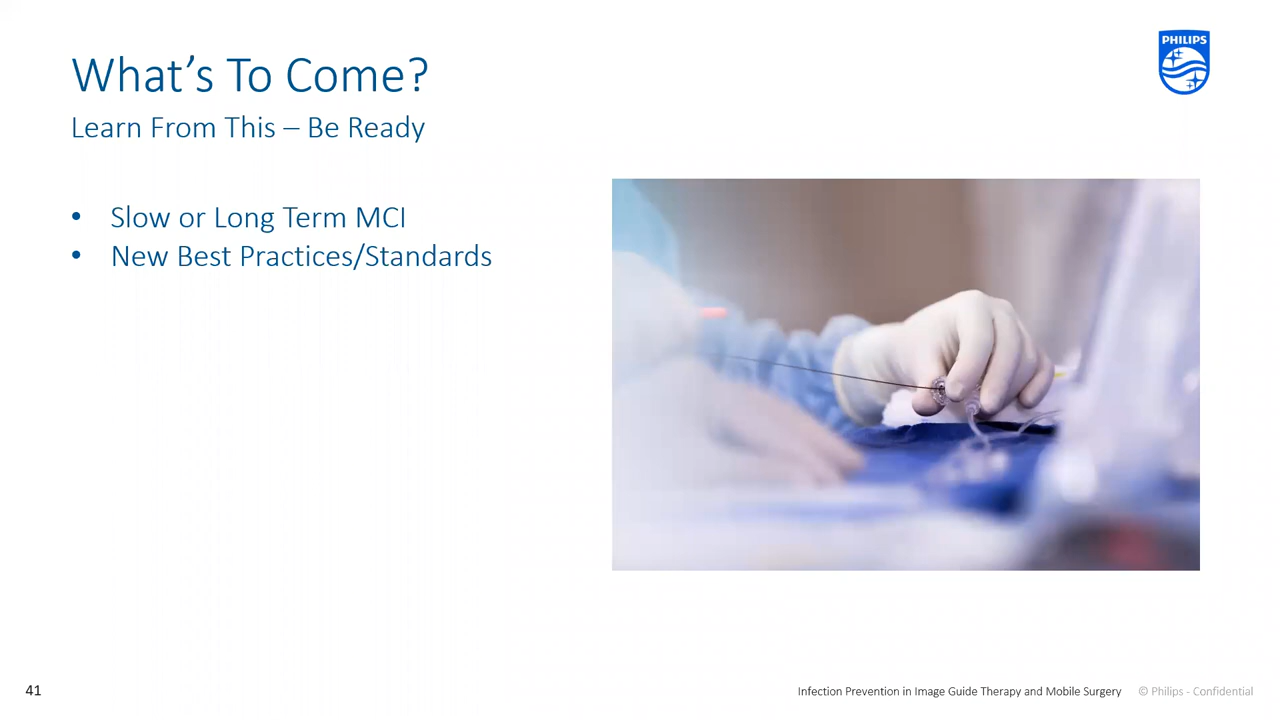 PHILIPS
What’s To Come?
Learn From This – Be Ready
• Slow or Long Term MCI
• New Best Practices/Standards
41
Infection Prevention in Image Guide Therapy and Mobile Surgery
© Philips - Confidential